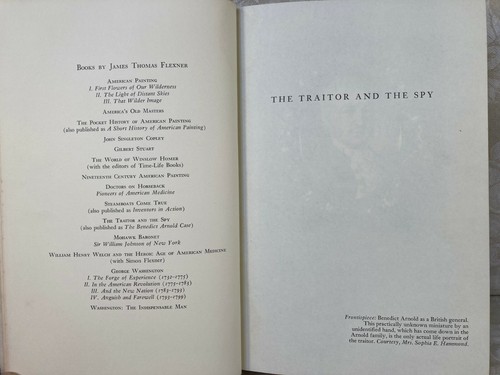 Books by James Thomas Flexner
American Painting
I. First Flowers of Our Wilderness
II. The Light of Distant Skies
III. That Wilder Image
America's Old Masters
The Pocket History of American Painting
(also published as A Short History of American Painting)
John Singleton Copley
Gilbert Stuart
The World of Winslow Homer
(with the editors of Time-Life Books)
Nineteenth Century American Painting
Doctors on Horseback
Pioneers of American Medicine
Steamboats Come True
(also published as Inventors in Action)
The Traitor and the Spy
(also published as The Benedict Arnold Case)
Mohawk Baronet
Sir William Johnson of New York
William Henry Welch and the Heroic Age of American Medicine
(with Simon Flexner)
George Washington
I. The Forge of Experience (1732–1775)
II. In the American Revolution (1775–1783)
III. And the New Nation (1783–1793)
IV. Anguish and Farewell (1793–1799)
Washington: The Indispensable Man
THE TRAITOR AND THE SPY
Frontispiece: Benedict Arnold as a British general.
This practically unknown miniature by an
unidentified hand, which has come down in the
Arnold family, is the only actual life portrait of
the traitor. Courtesy, Mrs. Sophia E. Hammond.